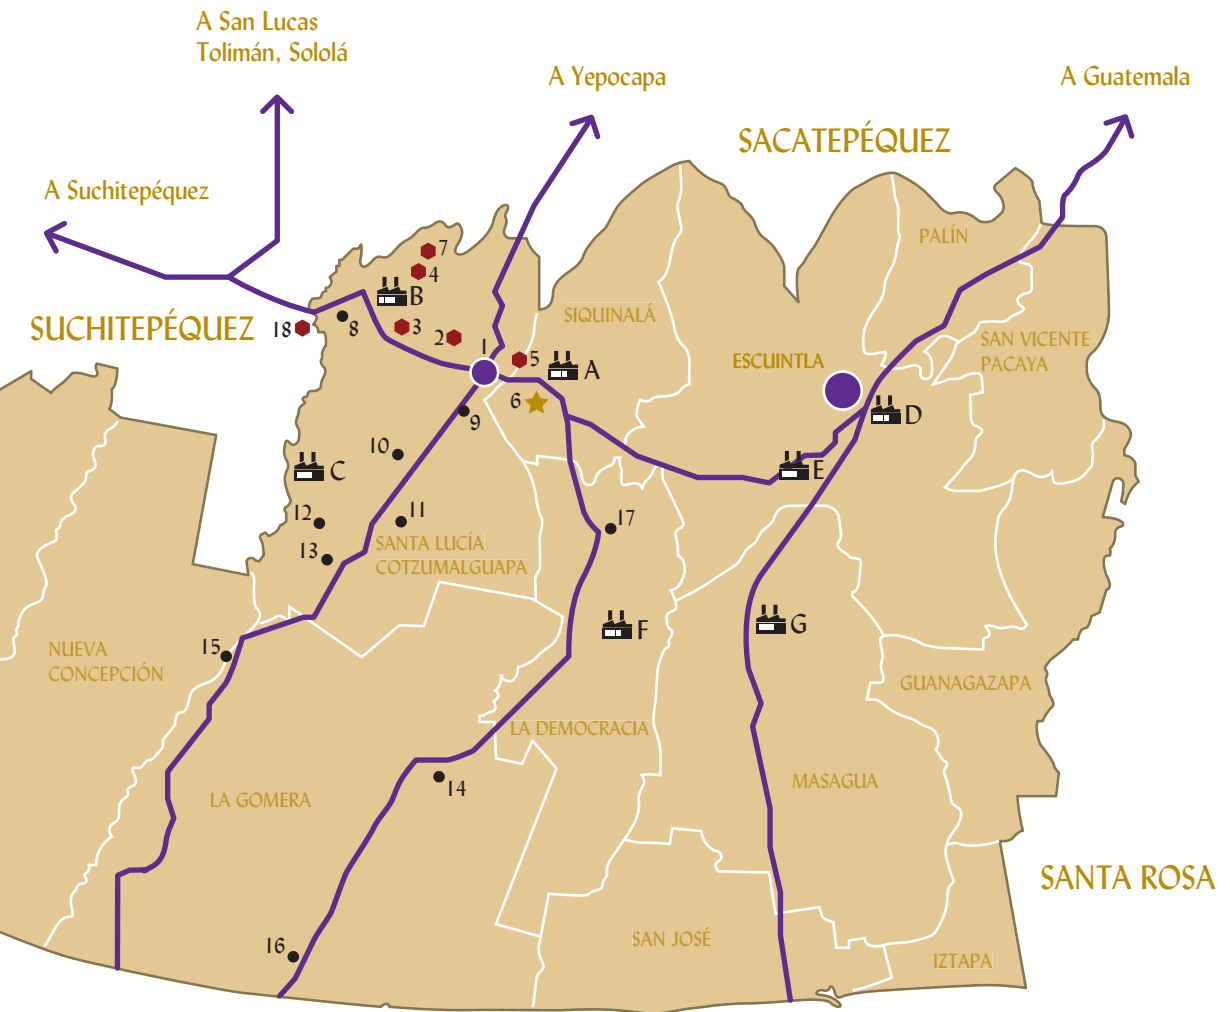 A San Lucas
Tolimán, Sololá
A Yepocapa
A Guatemala
SACATEPÉQUEZ
A Suchitepéquez
PALÍN
7
4
B
SIQUINALÁ
SUCHITEPÉQUEZ
18
8
3
2
1
5
A
SAN VICENTE
PACAYA
ESCUINTLA
6
9
D
10
C
E
12
11
17
13
SANTA LUCÍA
COTZUMALGUAPA
F
G
15
NUEVA
CONCEPCIÓN
GUANAGAZAPA
LA DEMOCRACIA
MASAGUA
14
LA GOMERA
SANTA ROSA
16
SAN JOSÉ
IZTAPA